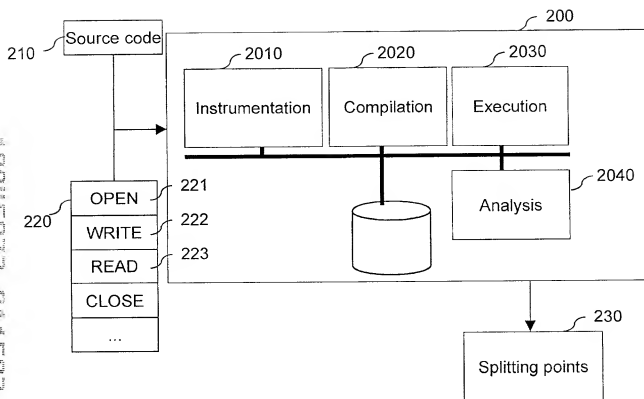 200
Source code
210
2010
2020
2030
Instrumentation
Compilation
Execution
2040
Analysis
220
OPEN
221
WRITE
222
READ
223
CLOSE
...
230
Splitting points